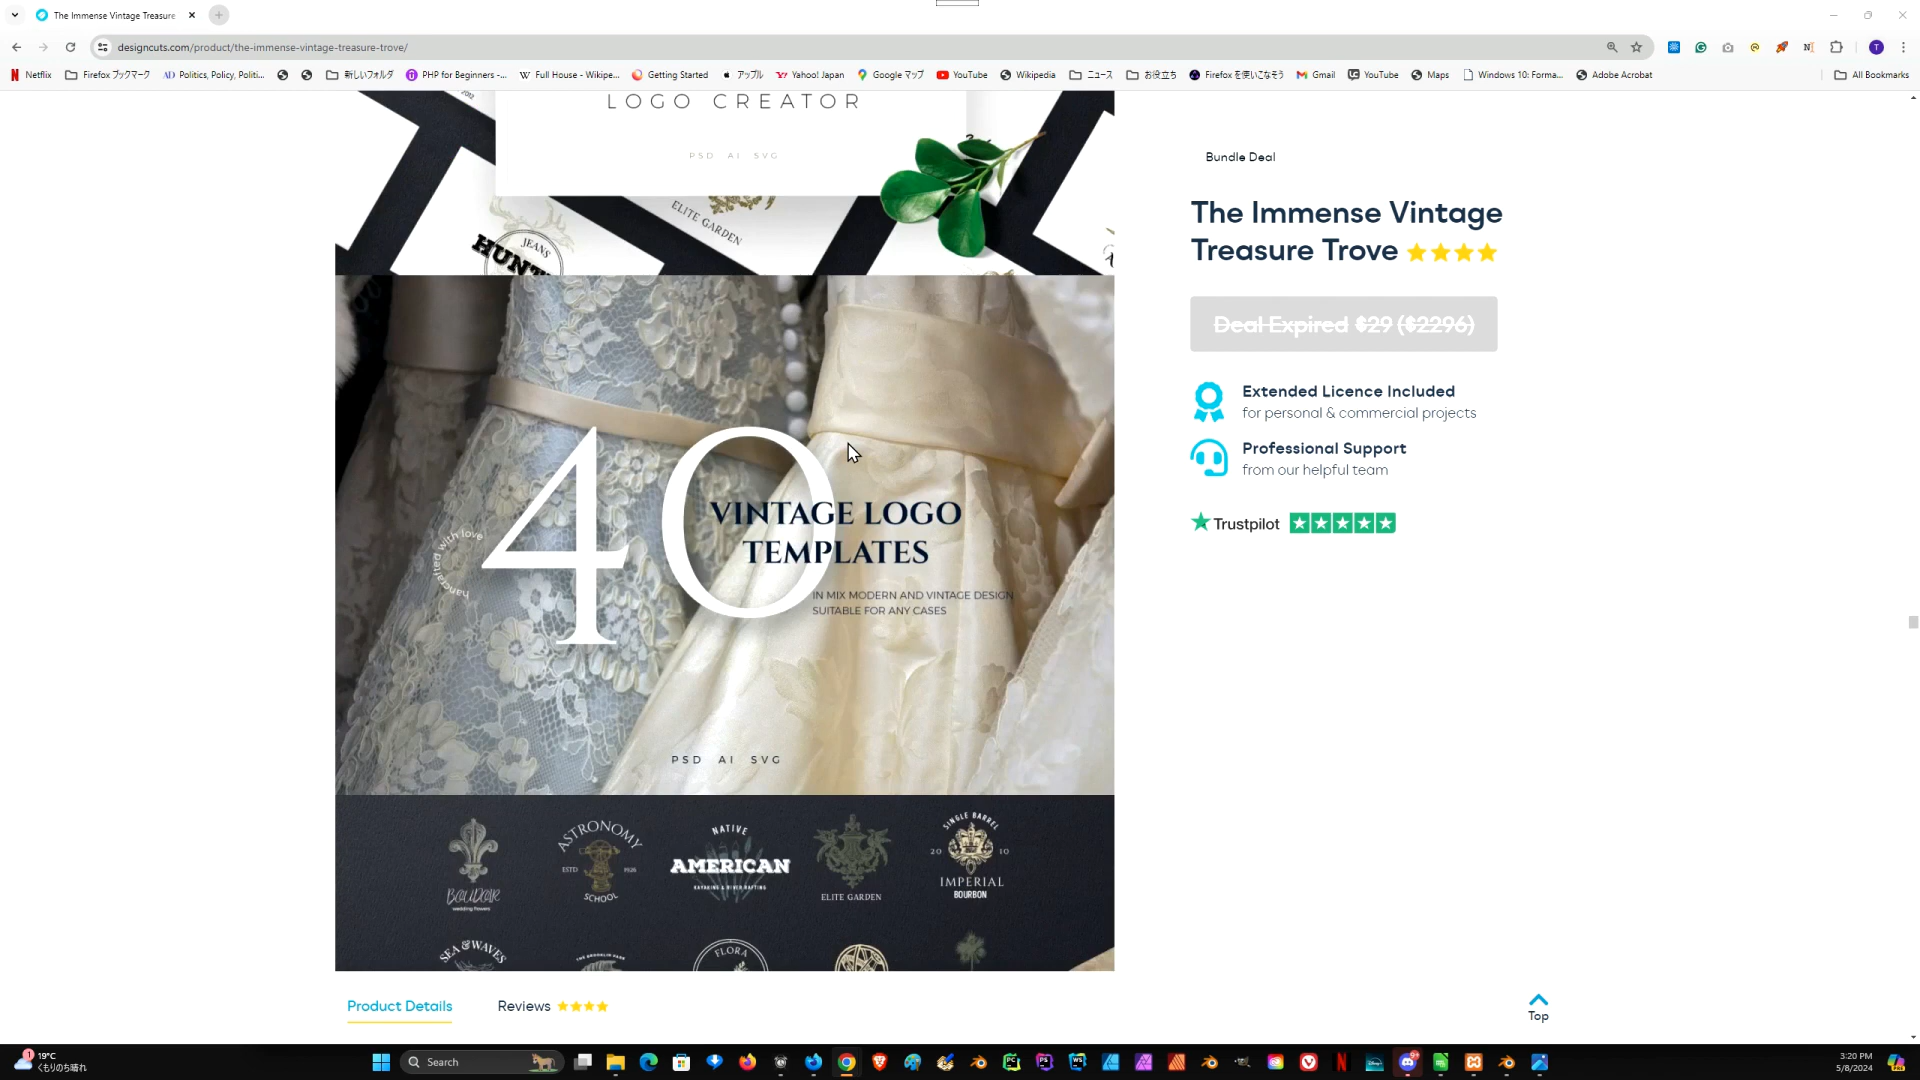 The Immense Vintage Treasure
designcuts.com/product/the-immense-vintage-treasure-trove/
Netflix
Firefox ブックマーク
Politics, Policy, Politi...
新しいフォルダ
PHP for Beginners -...
Full House - Wikipe...
Getting Started
アップル
Yahoo! Japan
Google マップ
YouTube
Wikipedia
ニュース
お役立ち
Firefox を使いこなそう
Gmail
YouTube
Maps
Windows 10: Forma...
Adobe Acrobat
All Bookmarks
LOGO CREATOR
PSD AI SVG
ELITE GARDEN
JEANS
Bundle Deal
The Immense Vintage
Treasure Trove
Deal Expired $29 ($2296)
Extended Licence Included
for personal & commercial projects
Professional Support
from our helpful team
Trustpilot
40
VINTAGE LOGO
TEMPLATES
handcrafted with love
IN MIX MODERN AND VINTAGE DESIGN
SUITABLE FOR ANY CASES
PSD AI SVG
BOUDOIR
wedding flowers
ASTRONOMY
ESTD 1926
SCHOOL
NATIVE
AMERICAN
KAYAKING & RIVER RAFTING
ELITE GARDEN
SINGLE BARREL
20 10
IMPERIAL
BOURBON
SEA & WAVES
THE BROOKLYN PARK
FLORA
Product Details
Reviews
Top
1
19°C
くもりのち晴れ
Search
3:20 PM
5/8/2024